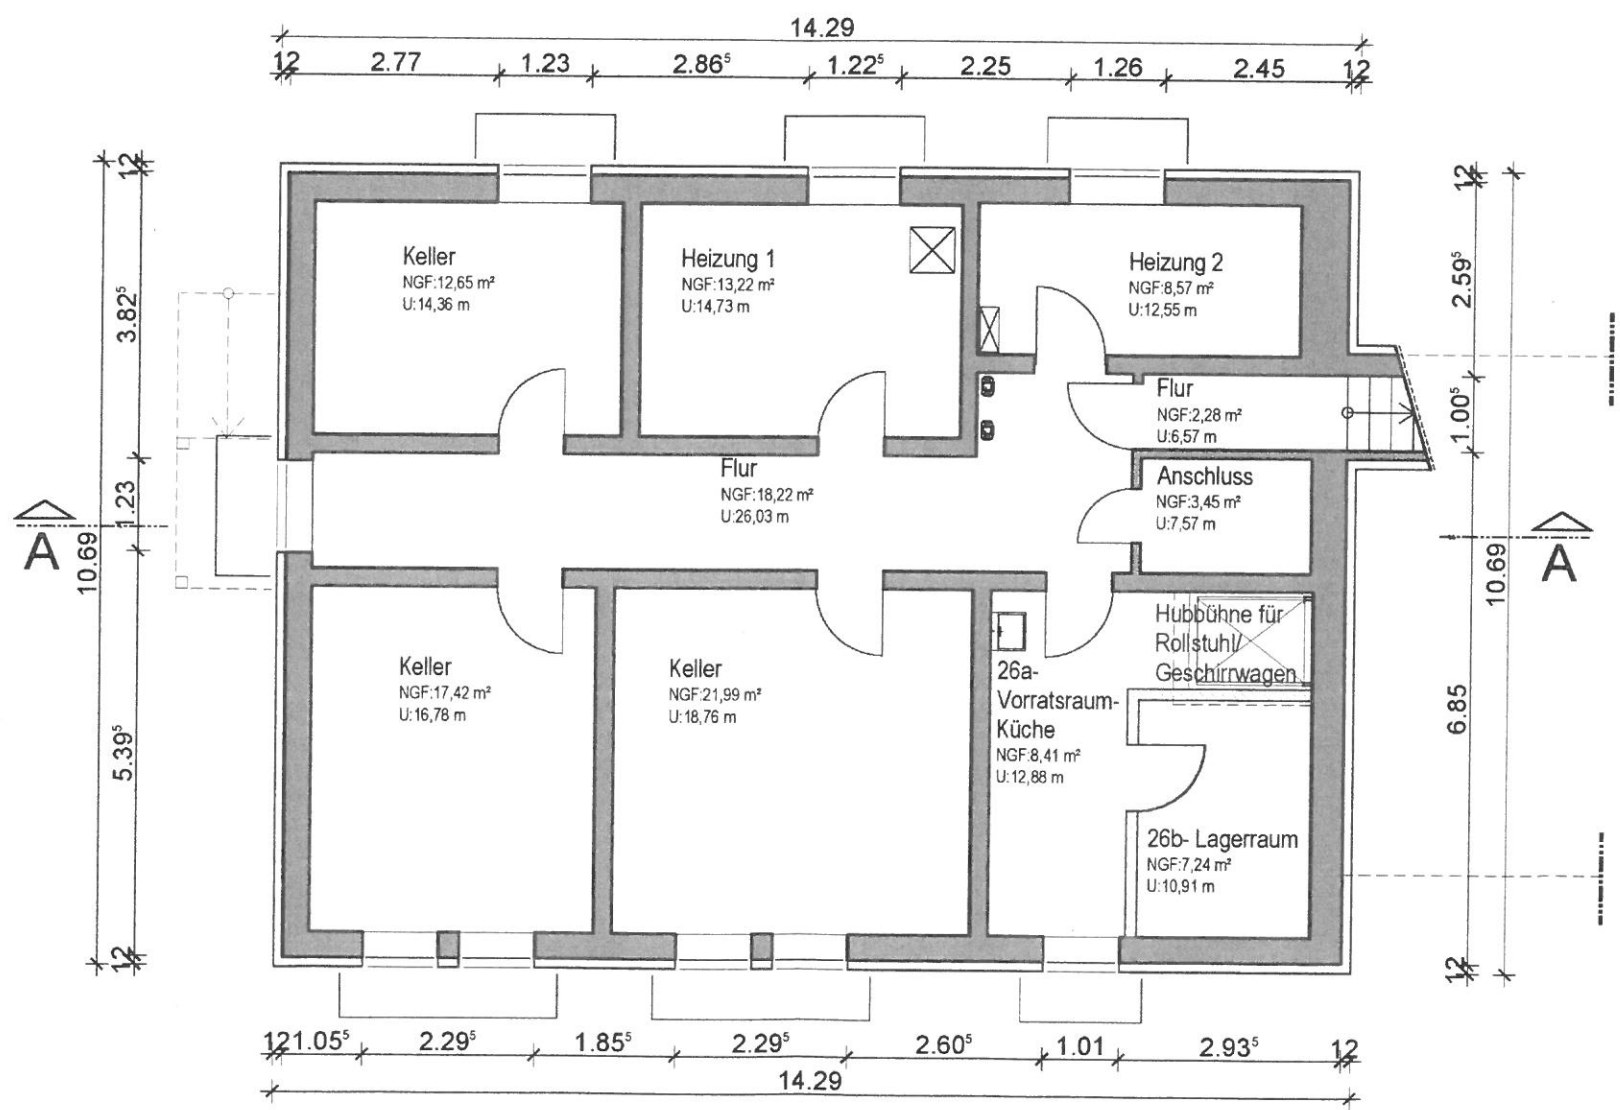 14.29
12 2.77 1.23 2.86⁵ 1.22⁵ 2.25 1.26 2.45 12
12
3.82⁵
1.23
5.39⁵
12
10.69
A
Keller
NGF:12,65 m²
U:14,36 m
Heizung 1
NGF:13,22 m²
U:14,73 m
Heizung 2
NGF:8,57 m²
U:12,55 m
Flur
NGF:2,28 m²
U:6,57 m
Flur
NGF:18,22 m²
U:26,03 m
Anschluss
NGF:3,45 m²
U:7,57 m
Hubbühne für
Rollstuhl/
Geschirrwagen
Keller
NGF:17,42 m²
U:16,78 m
Keller
NGF:21,99 m²
U:18,76 m
26a-
Vorratsraum-
Küche
NGF:8,41 m²
U:12,88 m
26b- Lagerraum
NGF:7,24 m²
U:10,91 m
12
2.59⁵
1.00⁵
6.85
12
10.69
A
12 1.05⁵ 2.29⁵ 1.85⁵ 2.29⁵ 2.60⁵ 1.01 2.93⁵ 12
14.29